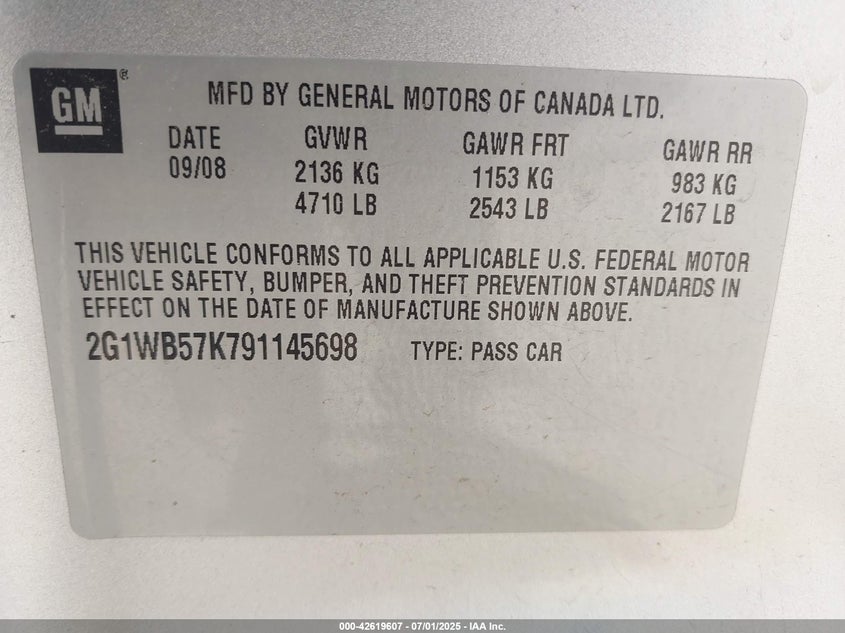 GM®
MFD BY GENERAL MOTORS OF CANADA LTD.
DATE GVWR GAWR FRT GAWR RR
09/08 2136 KG 1153 KG 983 KG
4710 LB 2543 LB 2167 LB
THIS VEHICLE CONFORMS TO ALL APPLICABLE U.S. FEDERAL MOTOR
VEHICLE SAFETY, BUMPER, AND THEFT PREVENTION STANDARDS IN
EFFECT ON THE DATE OF MANUFACTURE SHOWN ABOVE.
2G1WB57K791145698 TYPE: PASS CAR
000-42619607 - 07/01/2025 - IAA Inc.